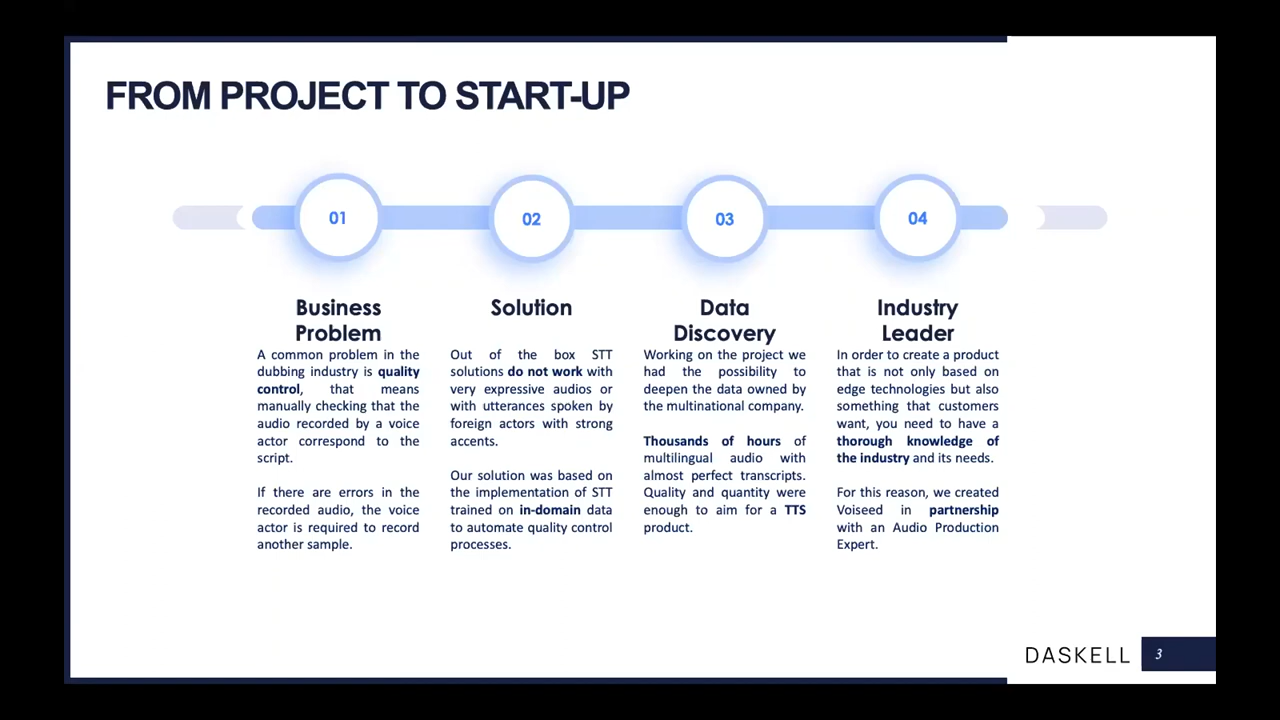 FROM PROJECT TO START-UP
01
02
03
04
Business
Problem
A common problem in the
dubbing industry is quality
control, that means
manually checking that the
audio recorded by a voice
actor correspond to the
script.
If there are errors in the
recorded audio, the voice
actor is required to record
another sample.
Solution
Out of the box STT
solutions do not work with
very expressive audios or
with utterances spoken by
foreign actors with strong
accents.
Our solution was based on
the implementation of STT
trained on in-domain data
to automate quality control
processes.
Data
Discovery
Working on the project we
had the possibility to
deepen the data owned by
the multinational company.
Thousands of hours of
multilingual audio with
almost perfect transcripts.
Quality and quantity were
enough to aim for a TTS
product.
Industry
Leader
In order to create a product
that is not only based on
edge technologies but also
something that customers
want, you need to have a
thorough knowledge of
the industry and its needs.
For this reason, we created
Voiseed in partnership
with an Audio Production
Expert.
DASKELL
3